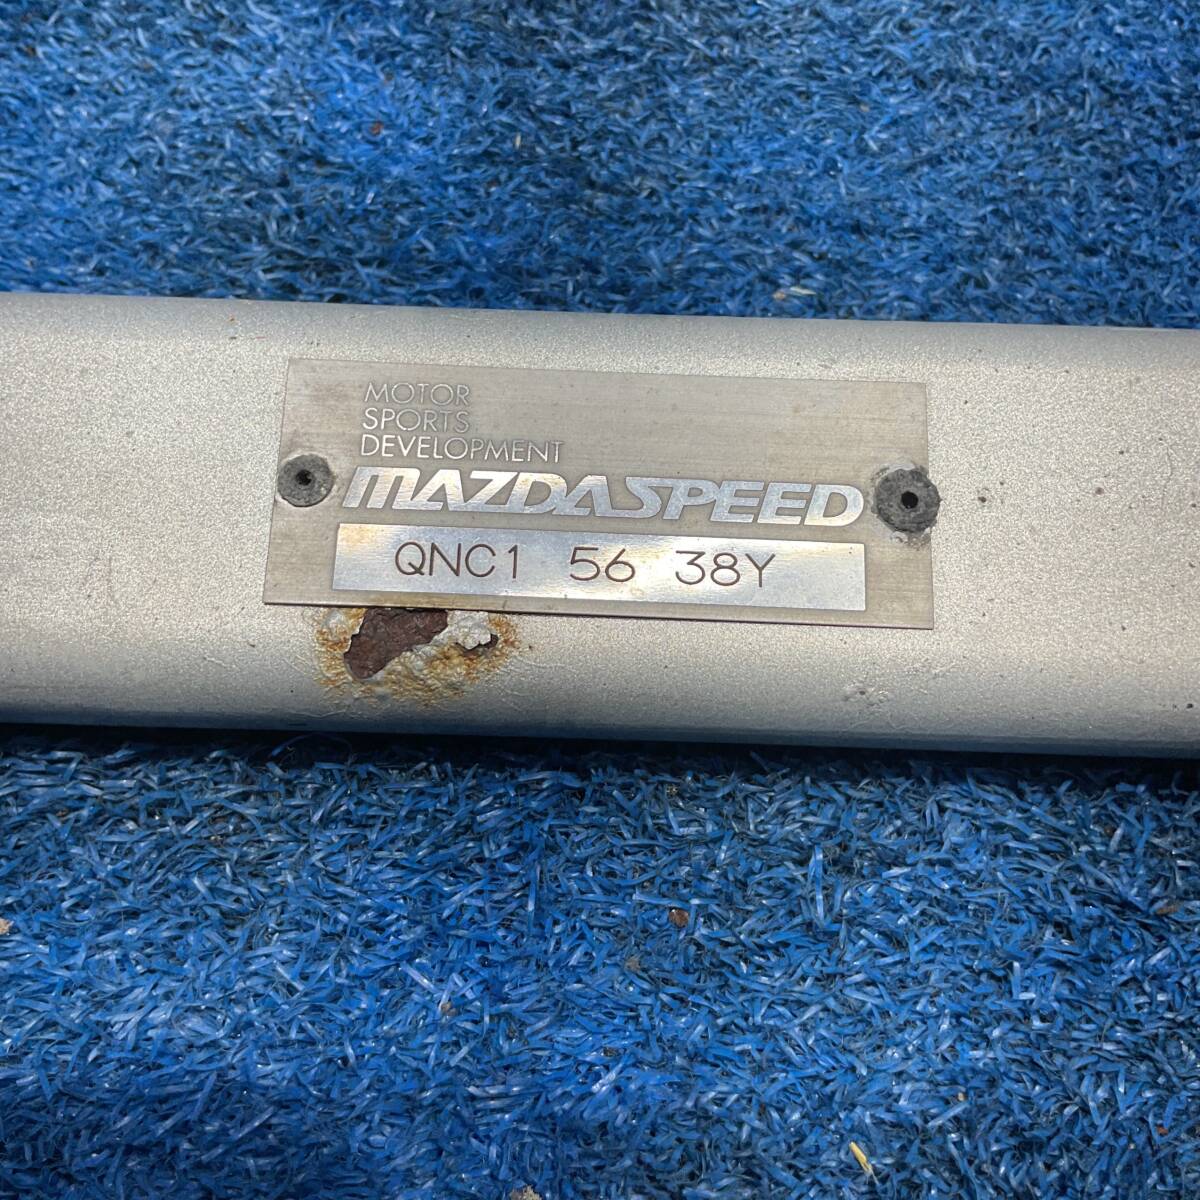 MOTOR
SPORTS
DEVELOPMENT
MAZDASPEED
QNC1 56 38Y